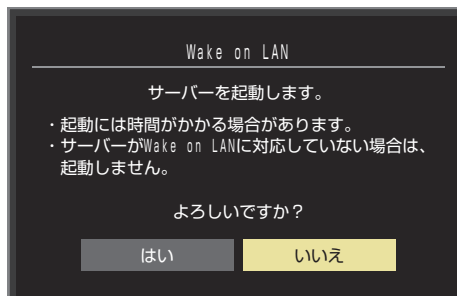 Wake on LAN
サーバーを起動します。
・起動には時間がかかる場合があります。
・サーバーがWake on LANに対応していない場合は、
起動しません。
よろしいですか？
はい
いいえ